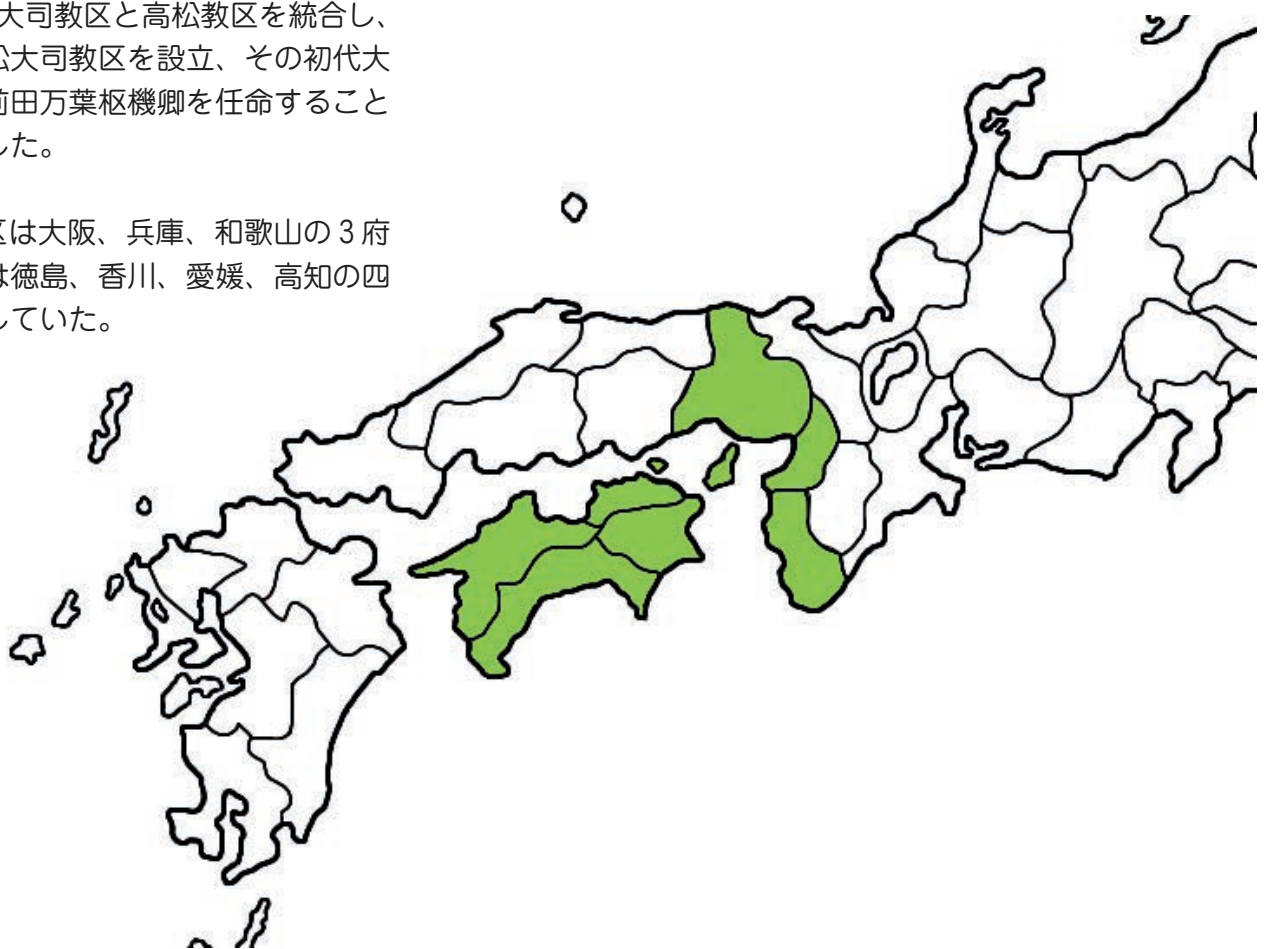 大司教区と高松教区を統合し、
大司教区を設立、その初代大
前田万葉枢機卿を任命すること
した。
は大阪、兵庫、和歌山の3府
は徳島、香川、愛媛、高知の四
していた。